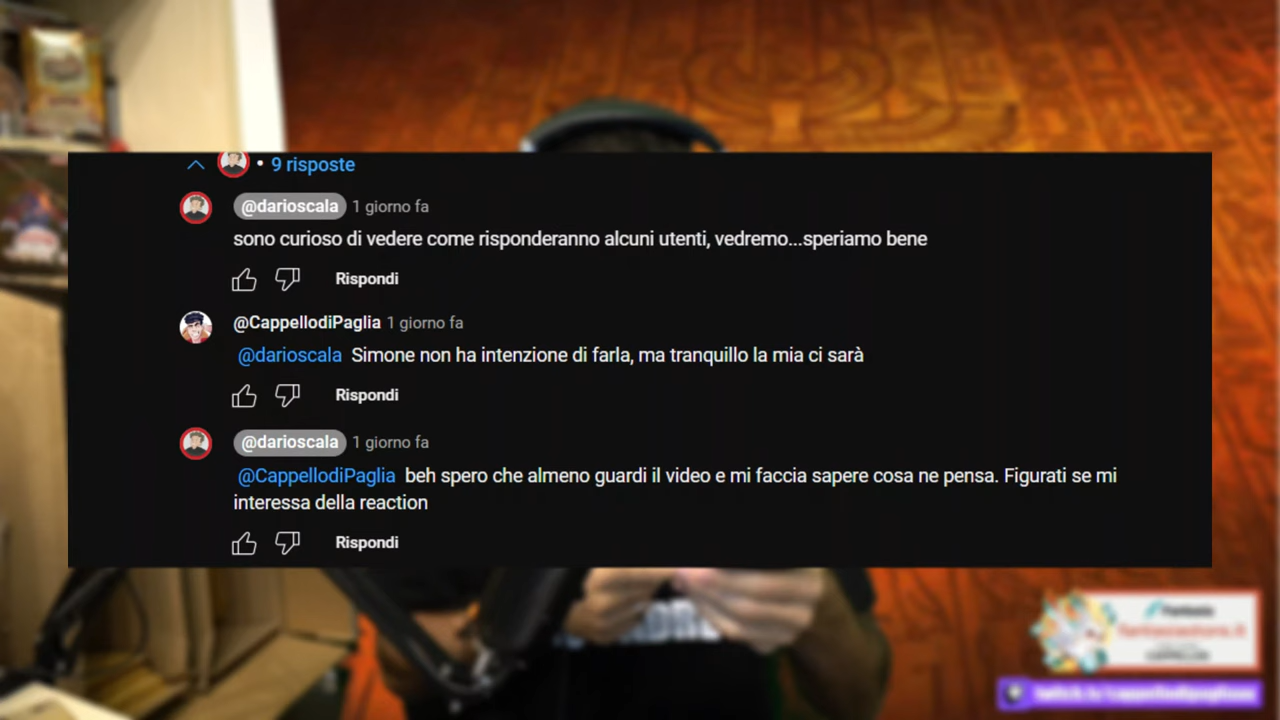 9 risposte
@darioscala 1 giorno fa
sono curioso di vedere come risponderanno alcuni utenti, vedremo...speriamo bene
Rispondi
@CappellodiPaglia 1 giorno fa
@darioscala Simone non ha intenzione di farla, ma tranquillo la mia ci sarà
Rispondi
@darioscala 1 giorno fa
@CappellodiPaglia beh spero che almeno guardi il video e mi faccia sapere cosa ne pensa. Figurati se mi
interessa della reaction
Rispondi